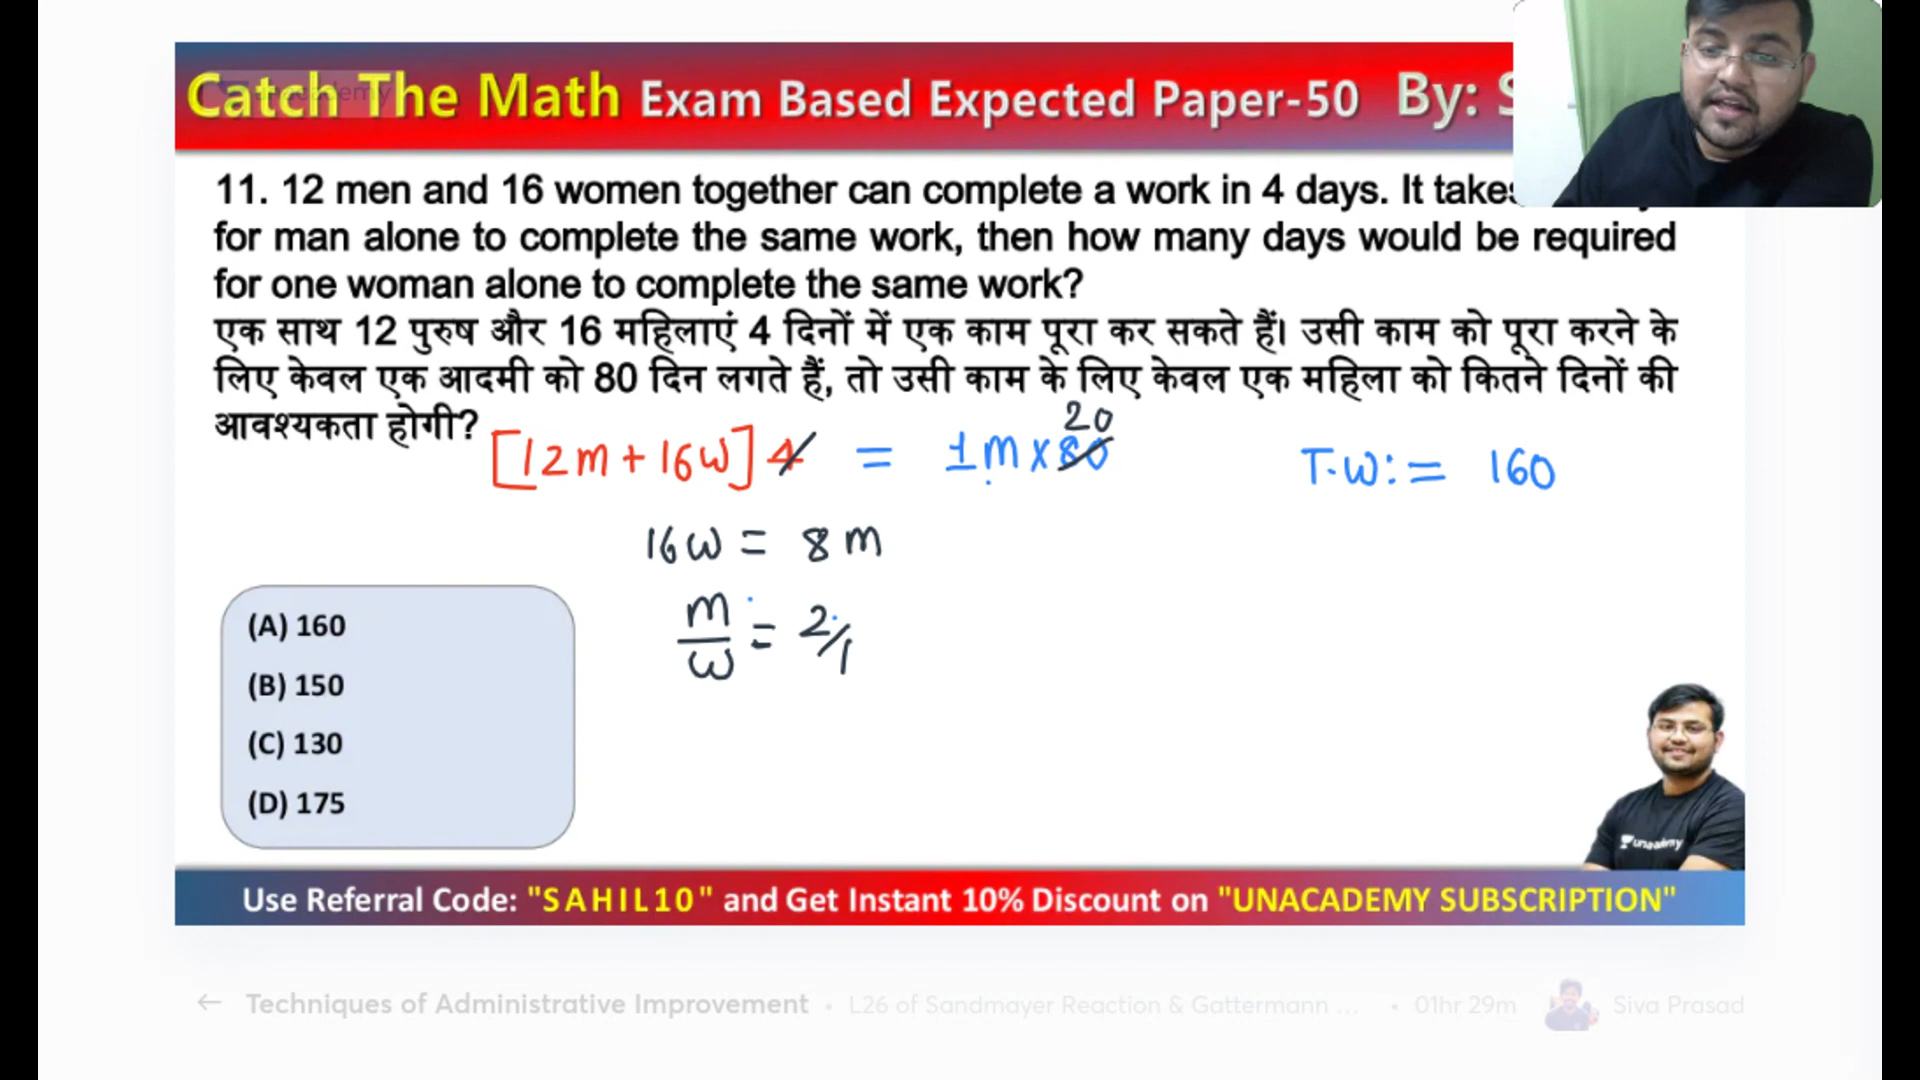 Catch The Math Exam Based Expected Paper-50 By: S
11. 12 men and 16 women together can complete a work in 4 days. It takes
for man alone to complete the same work, then how many days would be required
for one woman alone to complete the same work?
एक साथ 12 पुरुष और 16 महिलाएं 4 दिनों में एक काम पूरा कर सकते हैं। उसी काम को पूरा करने के
लिए केवल एक आदमी को 80 दिन लगते हैं, तो उसी काम के लिए केवल एक महिला को कितने दिनों की
आवश्यकता होगी?
20
[12m + 16w] 4 = 1m × 80
T.W: = 160
16w = 8m
m/w = 2/1
(A) 160
(B) 150
(C) 130
(D) 175
unacademy
Use Referral Code: "SAHIL10" and Get Instant 10% Discount on "UNACADEMY SUBSCRIPTION"
← Techniques of Administrative Improvement • L26 of Sandmayer Reaction & Gattermann ... • 01hr 29m Siva Prasad